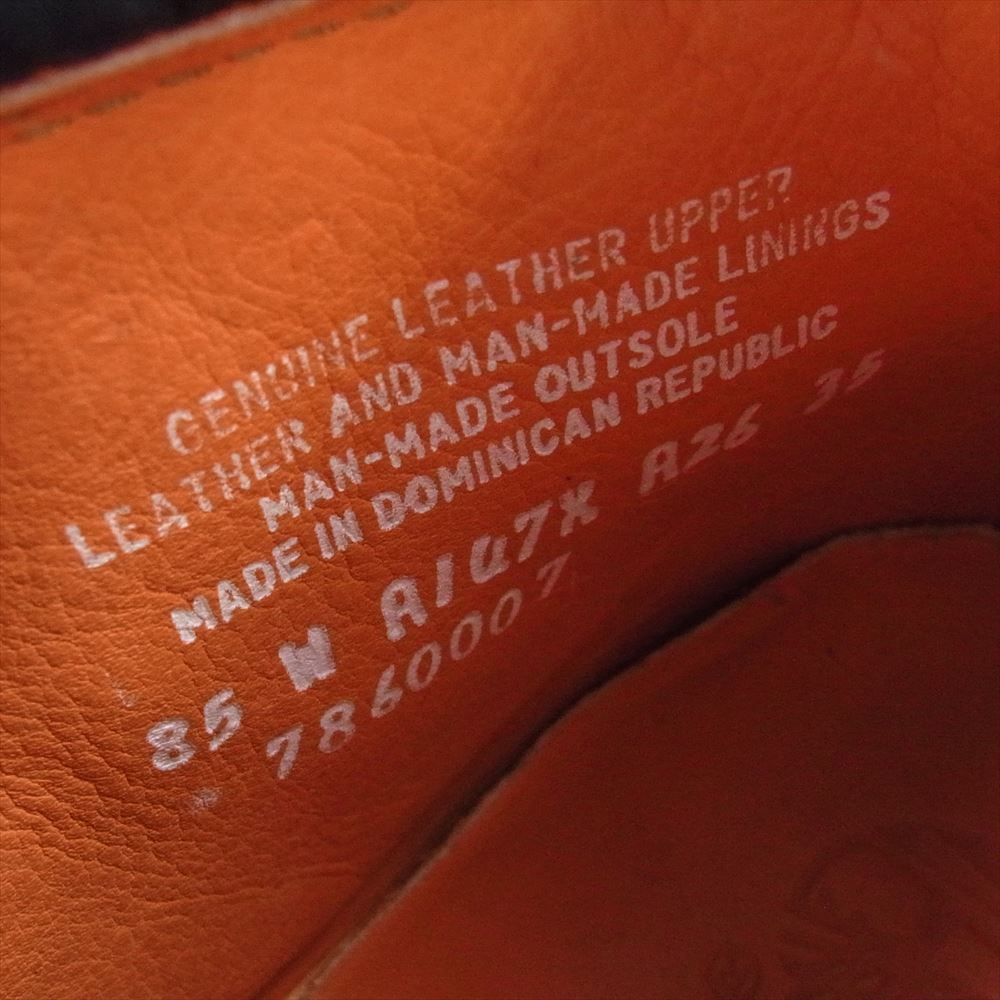 GENUINE LEATHER UPPER
LEATHER AND MAN-MADE LININGS
MAN-MADE OUTSOLE
MADE IN DOMINICAN REPUBLIC
85 M A147X A26 35
7860007